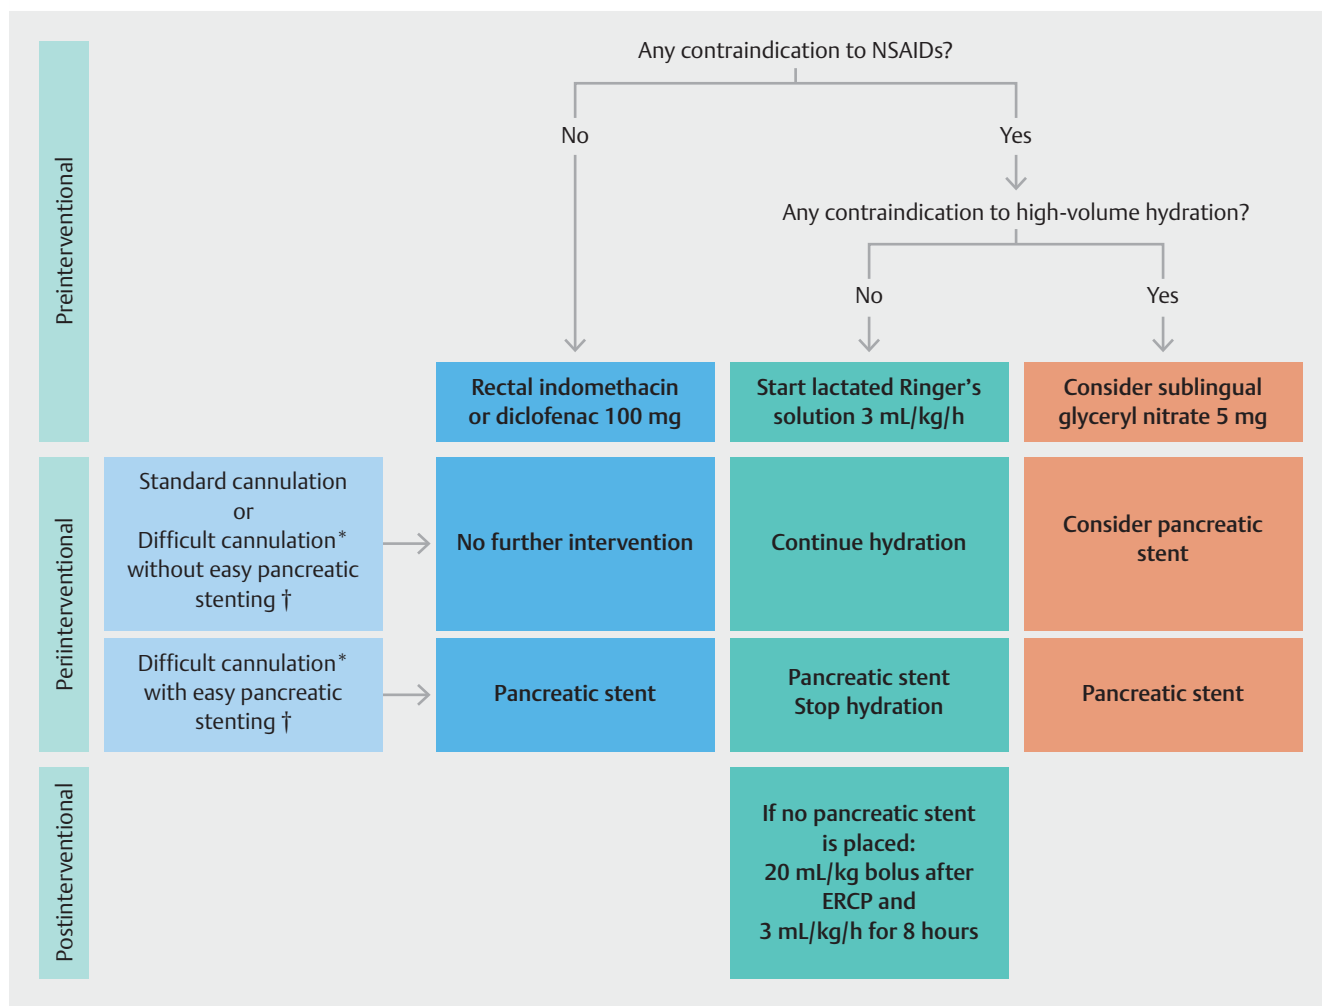 Any contraindication to NSAIDs?
No
Yes
Any contraindication to high-volume hydration?
No
Yes
Preinterventional
Rectal indomethacin
or diclofenac 100 mg
Start lactated Ringer’s
solution 3 mL/kg/h
Consider sublingual
glyceryl nitrate 5 mg
Periinterventional
Standard cannulation
or
Difficult cannulation*
without easy pancreatic
stenting †
No further intervention
Continue hydration
Consider pancreatic
stent
Difficult cannulation*
with easy pancreatic
stenting †
Pancreatic stent
Pancreatic stent
Stop hydration
Pancreatic stent
Postinterventional
If no pancreatic stent
is placed:
20 mL/kg bolus after
ERCP and
3 mL/kg/h for 8 hours